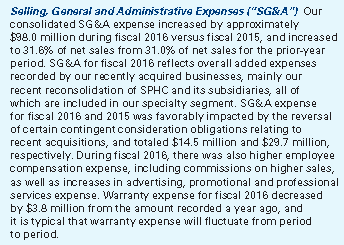 Selling, General and Administrative Expenses ("SG&A")  Our
consolidated SG&A expense increased by approximately
$98.0 million during fiscal 2016 versus fiscal 2015, and increased
to 31.6% of net sales from 31.0% of net sales for the prior-year
period. SG&A for fiscal 2016 reflects overall added expenses
recorded by our recently acquired businesses, mainly our
recent reconsolidation of SPHC and its subsidiaries, all of
which are included in our specialty segment. SG&A expense
for fiscal 2016 and 2015 was favorably impacted by the reversal
of certain contingent consideration obligations relating to
recent acquisitions, and totaled $14.5 million and $29.7 million,
respectively. During fiscal 2016, there was also higher employee
compensation expense, including commissions on higher sales,
as well as increases in advertising, promotional and professional
services expense. Warranty expense for fiscal 2016 decreased
by $3.8 million from the amount recorded a year ago, and
it is typical that warranty expense will fluctuate from period
to period.